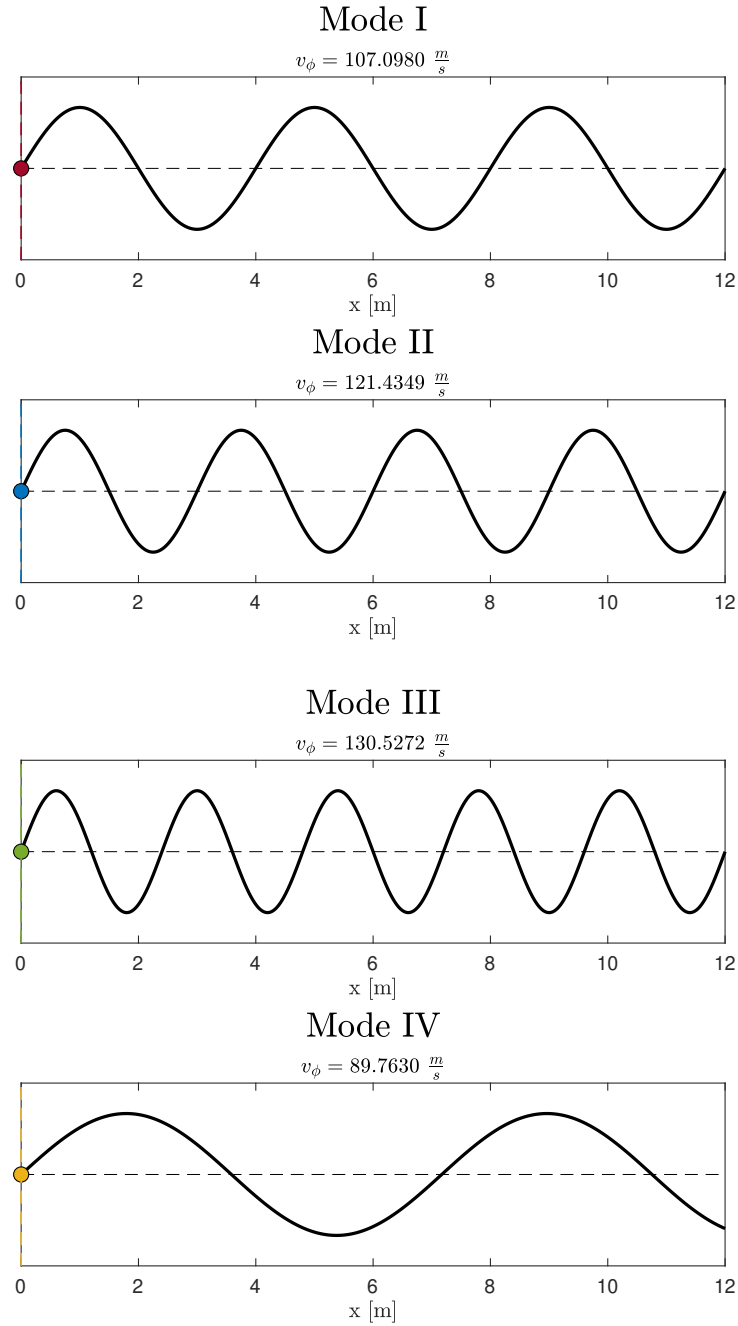 Mode I
v_ϕ = 107.0980 m/s
0 2 4 6 8 10 12
x [m]
Mode II
v_ϕ = 121.4349 m/s
0 2 4 6 8 10 12
x [m]
Mode III
v_ϕ = 130.5272 m/s
0 2 4 6 8 10 12
x [m]
Mode IV
v_ϕ = 89.7630 m/s
0 2 4 6 8 10 12
x [m]